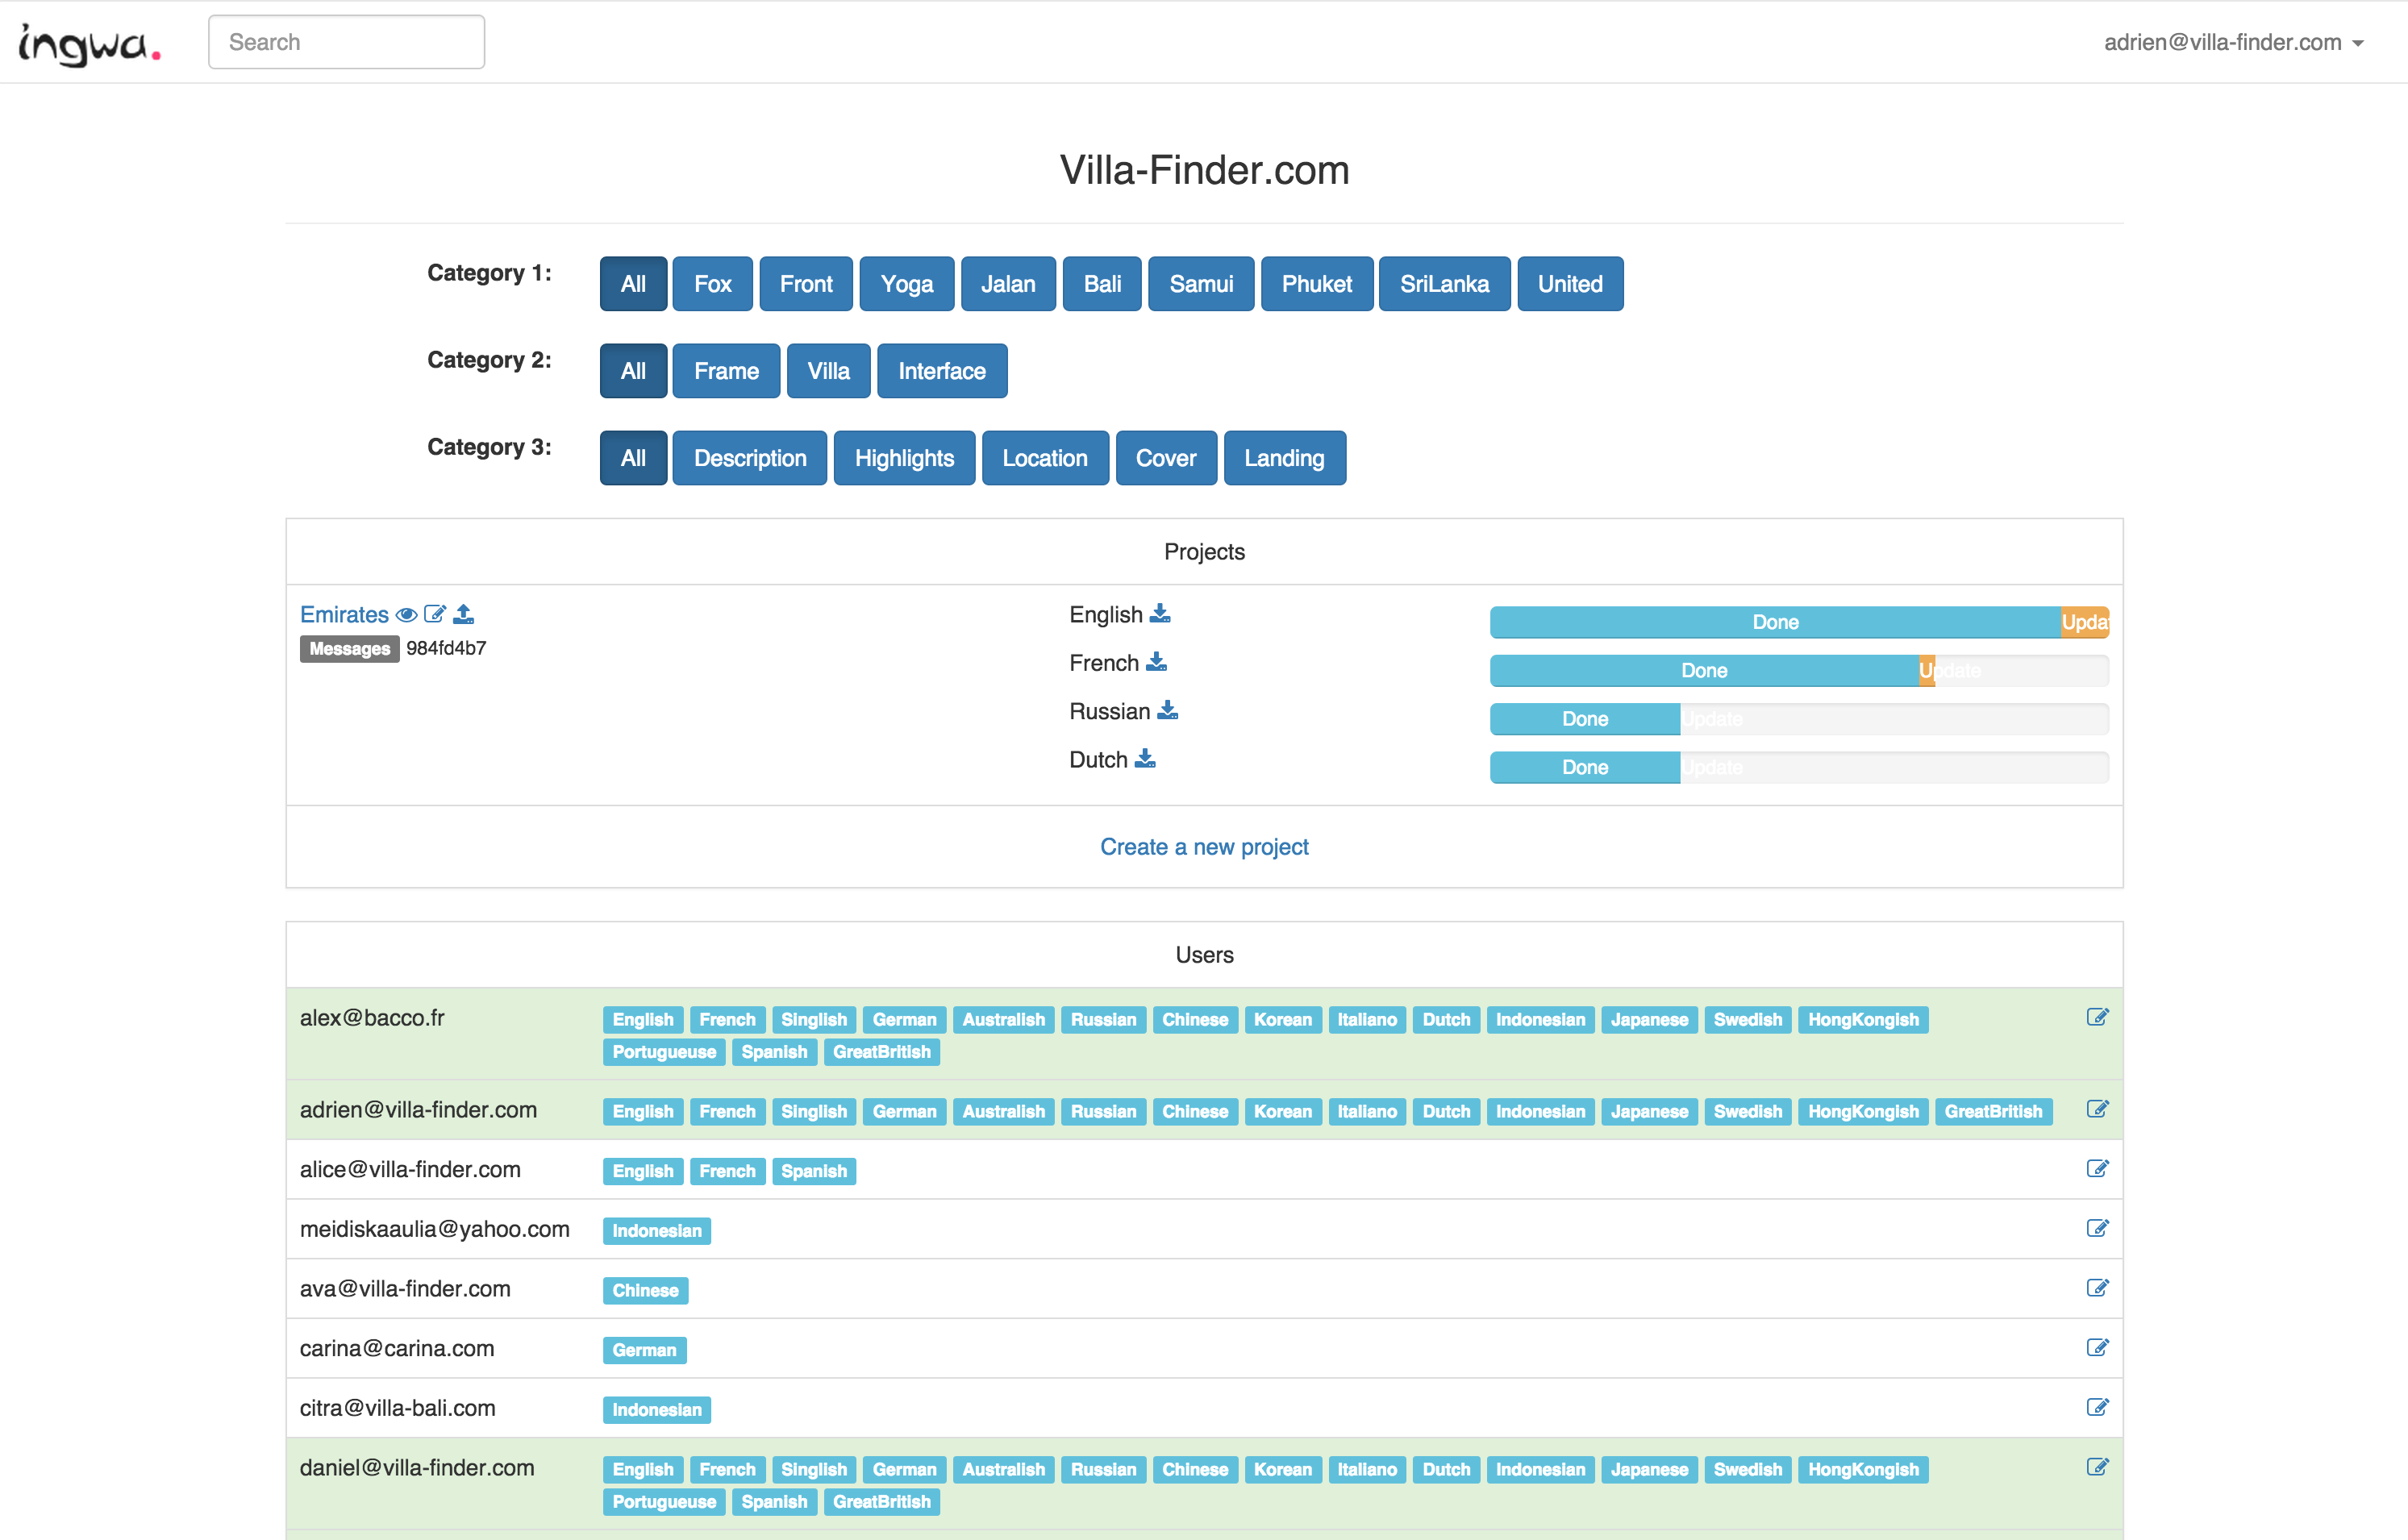 ingwa.
Search
adrien@villa-finder.com
Villa-Finder.com
Category 1: All Fox Front Yoga Jalan Bali Samui Phuket SriLanka United
Category 2: All Frame Villa Interface
Category 3: All Description Highlights Location Cover Landing
Projects
Emirates English Done Updat
Messages 984fd4b7
French Done Update
Russian Done Update
Dutch Done Update
Create a new project
Users
alex@bacco.fr English French Singlish German Australish Russian Chinese Korean Italiano Dutch Indonesian Japanese Swedish HongKongish
Portugueuse Spanish GreatBritish
adrien@villa-finder.com English French Singlish German Australish Russian Chinese Korean Italiano Dutch Indonesian Japanese Swedish HongKongish GreatBritish
alice@villa-finder.com English French Spanish
meidiskaaulia@yahoo.com Indonesian
ava@villa-finder.com Chinese
carina@carina.com German
citra@villa-bali.com Indonesian
daniel@villa-finder.com English French Singlish German Australish Russian Chinese Korean Italiano Dutch Indonesian Japanese Swedish HongKongish
Portugueuse Spanish GreatBritish